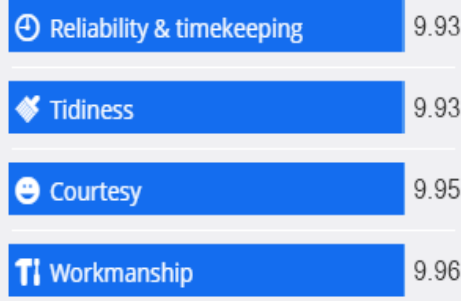 Reliability & timekeeping 9.93
Tidiness 9.93
Courtesy 9.95
Workmanship 9.96